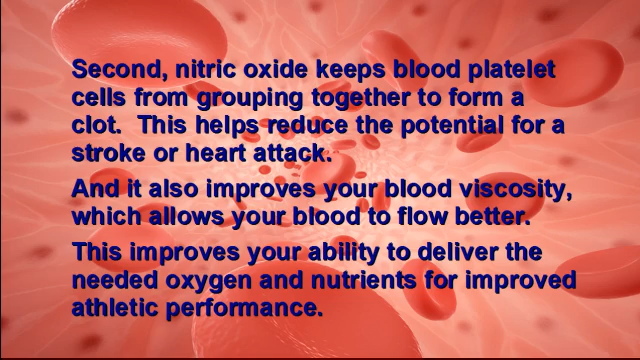 Second, nitric oxide keeps blood platelet
cells from grouping together to form a
clot.  This helps reduce the potential for a
stroke or heart attack.
And it also improves your blood viscosity,
which allows your blood to flow better.
This improves your ability to deliver the
needed oxygen and nutrients for improved
athletic performance.